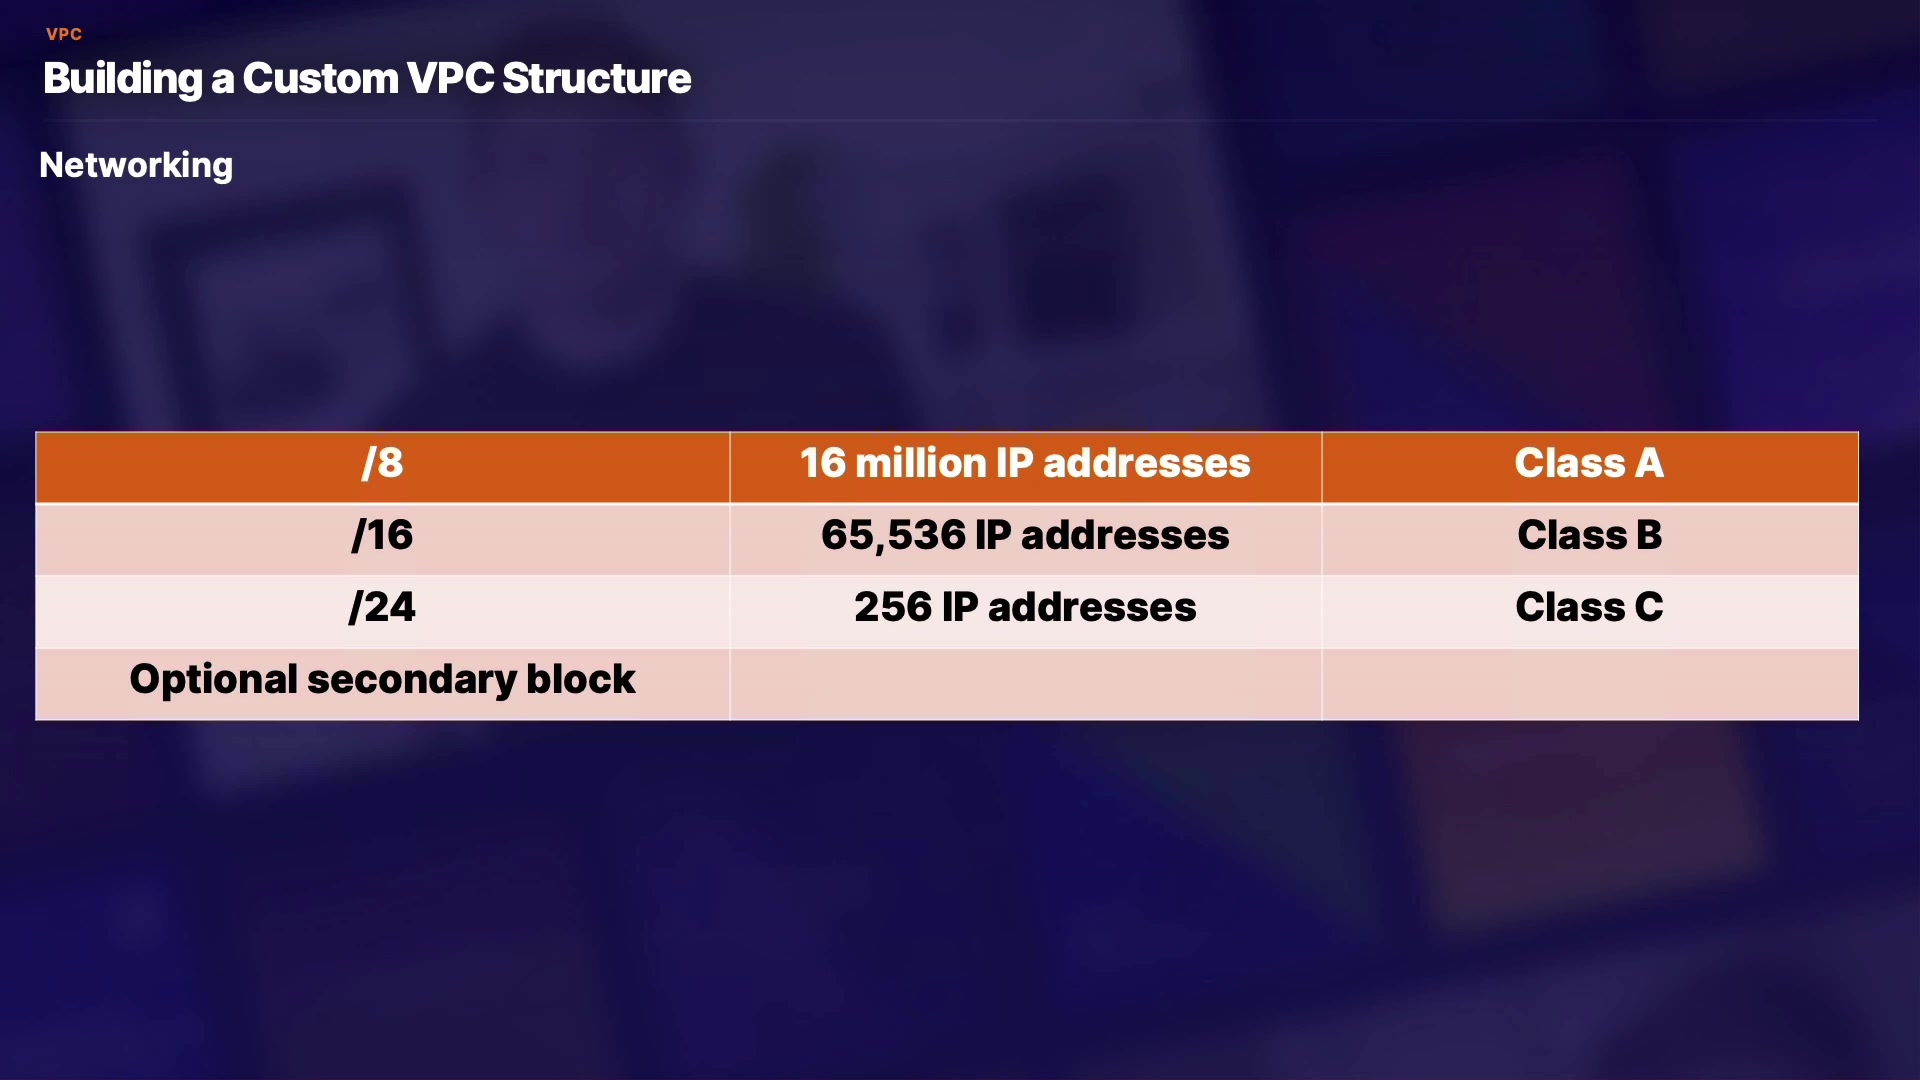 VPC
Building a Custom VPC Structure
Networking
/8 16 million IP addresses Class A
/16 65,536 IP addresses Class B
/24 256 IP addresses Class C
Optional secondary block